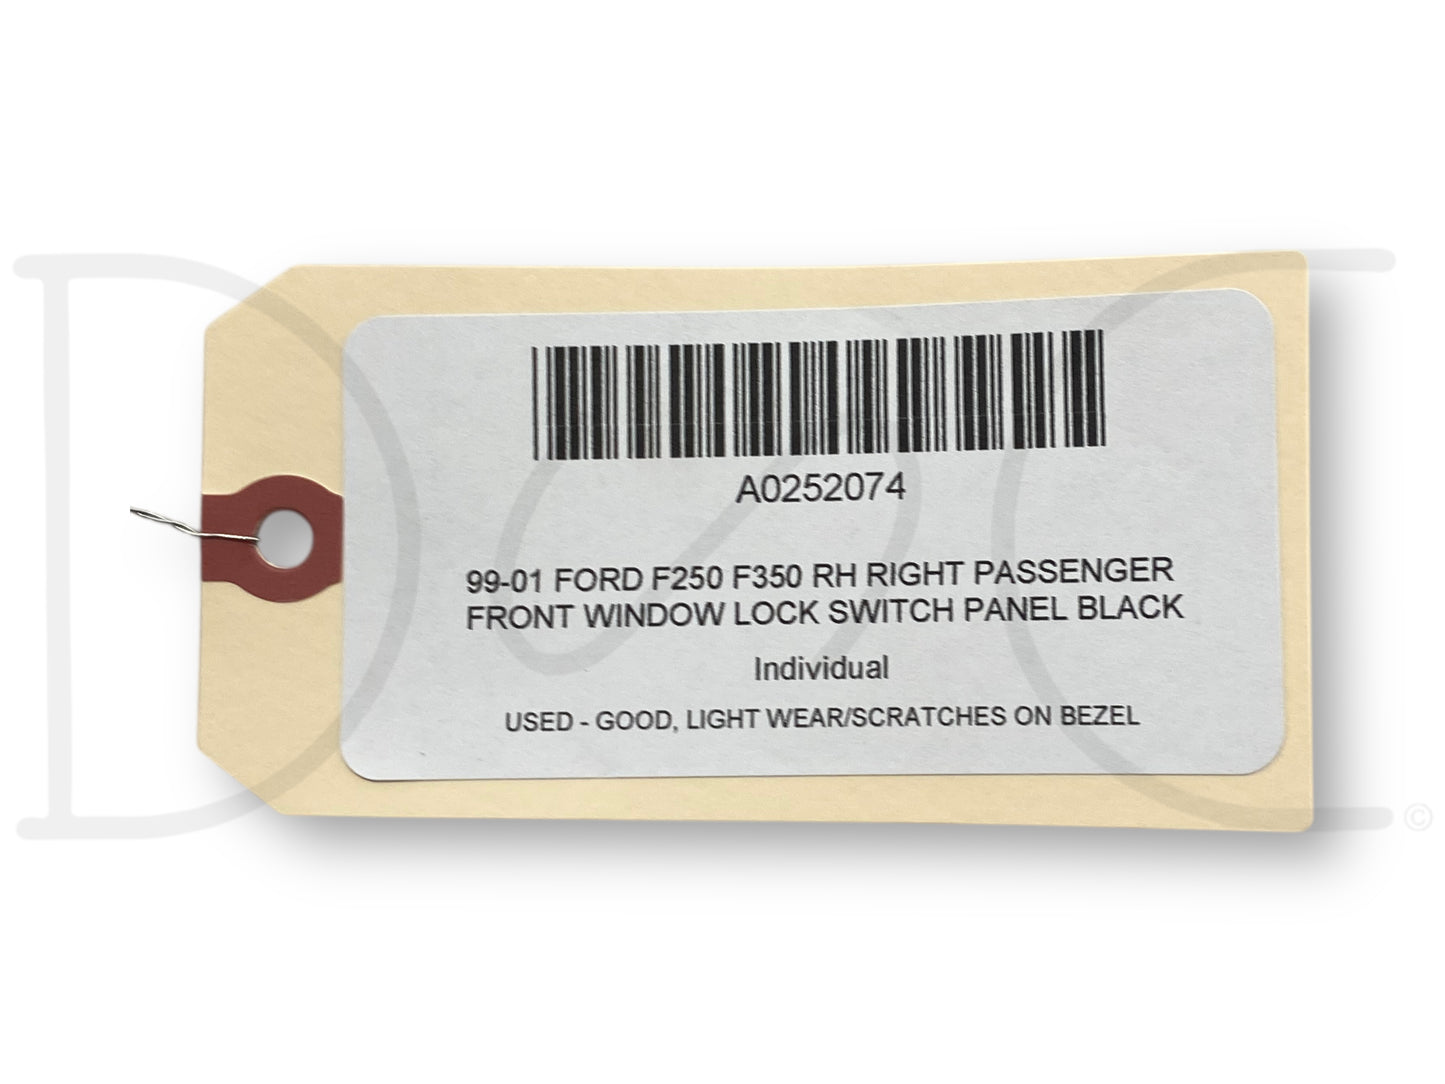 A0252074
99-01 FORD F250 F350 RH RIGHT PASSENGER
FRONT WINDOW LOCK SWITCH PANEL BLACK
Individual
USED - GOOD, LIGHT WEAR/SCRATCHES ON BEZEL
©